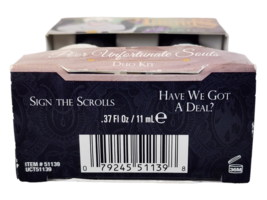 Poor Unfortunate Souls
Duo Kit
Sign the Scrolls
Have We Got
A Deal?
.37 Fl Oz / 11 mL ℮
ITEM # 51139
UCT51139
0 79245 51139 8
36M